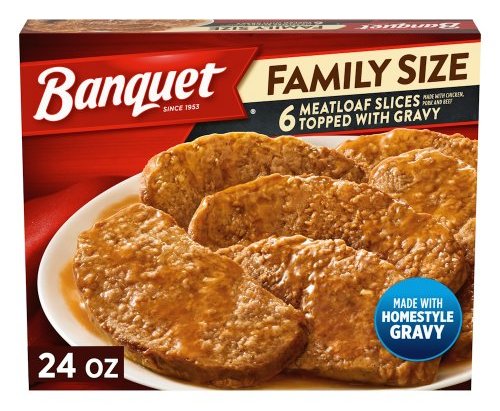 Banquet
SINCE 1953
®
FAMILY SIZE
6 MEATLOAF SLICES
TOPPED WITH GRAVY
MADE WITH CHICKEN,
PORK AND BEEF
MADE WITH
HOMESTYLE
GRAVY
24 OZ